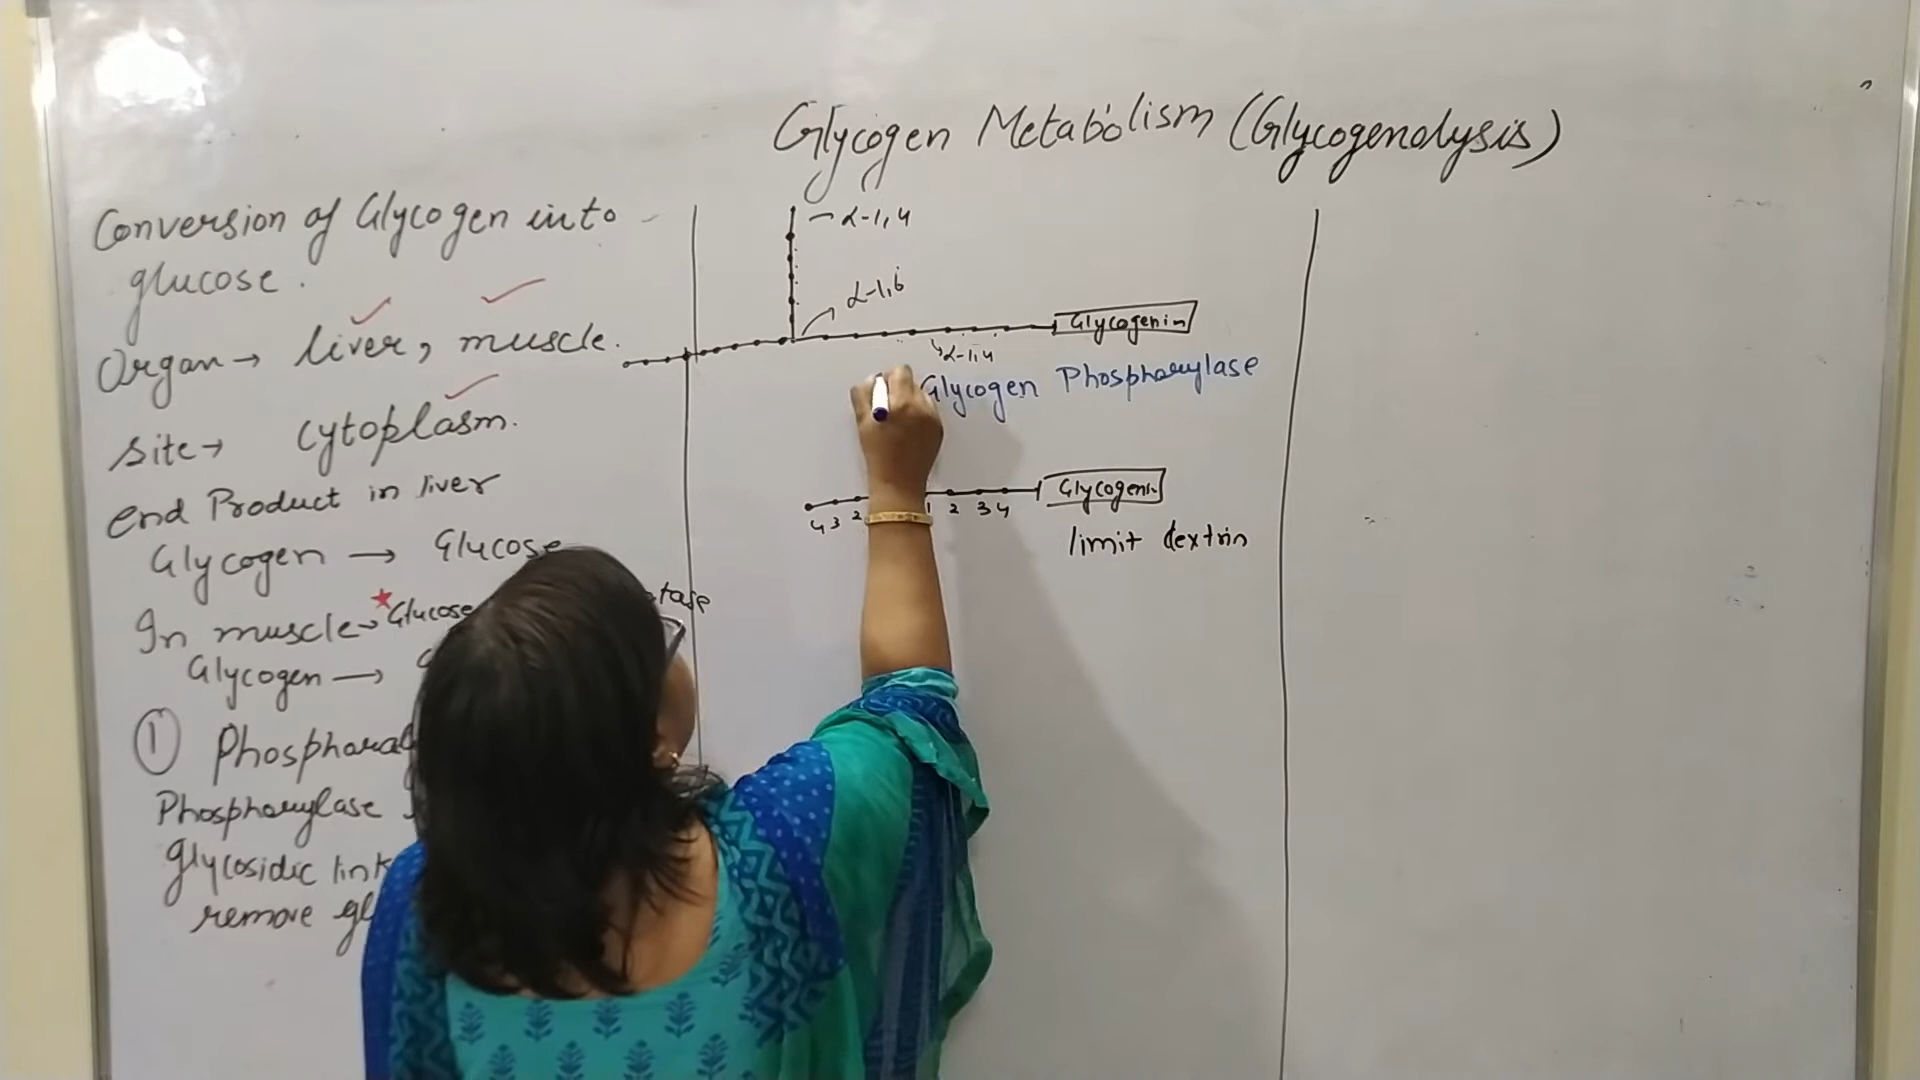 Glycogen Metabolism (Glycogenolysis)
Conversion of Glycogen into
glucose.
Organ → liver, muscle.
Site → Cytoplasm.
end Product in liver
Glycogen → Glucose
In muscle → Glucose
Glycogen →
①
Phosphorylase
glycosidic
remove
α-1,4
α-1,6
Glycogenin
α-1,4
Glycogen Phosphorylase
Glycogenin
4 3 2 1 2 3 4
limit dextrin